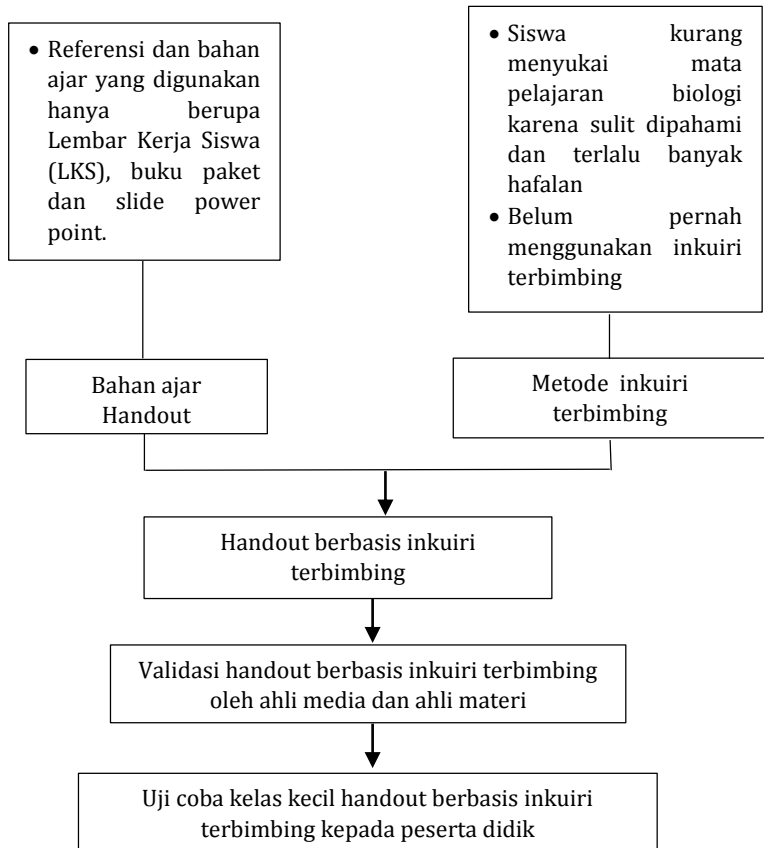 • Referensi dan bahan
ajar yang digunakan
hanya berupa
Lembar Kerja Siswa
(LKS), buku paket
dan slide power
point.
• Siswa kurang
menyukai mata
pelajaran biologi
karena sulit dipahami
dan terlalu banyak
hafalan
• Belum pernah
menggunakan inkuiri
terbimbing
Bahan ajar
Handout
Metode inkuiri
terbimbing
Handout berbasis inkuiri
terbimbing
Validasi handout berbasis inkuiri terbimbing
oleh ahli media dan ahli materi
Uji coba kelas kecil handout berbasis inkuiri
terbimbing kepada peserta didik